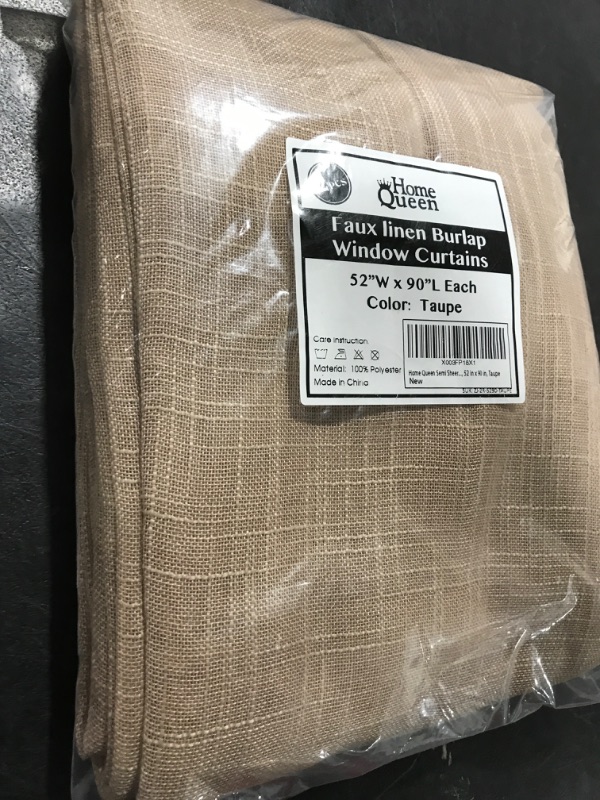 Home
Queen
Faux linen Burlap
Window Curtains
52”W x 90”L Each
Color: Taupe
Care instruction:
Material: 100% Polyester
Made in China
X000FP18X1
Home Queen Semi Sheer... 52 in x 90 in, Taupe
New